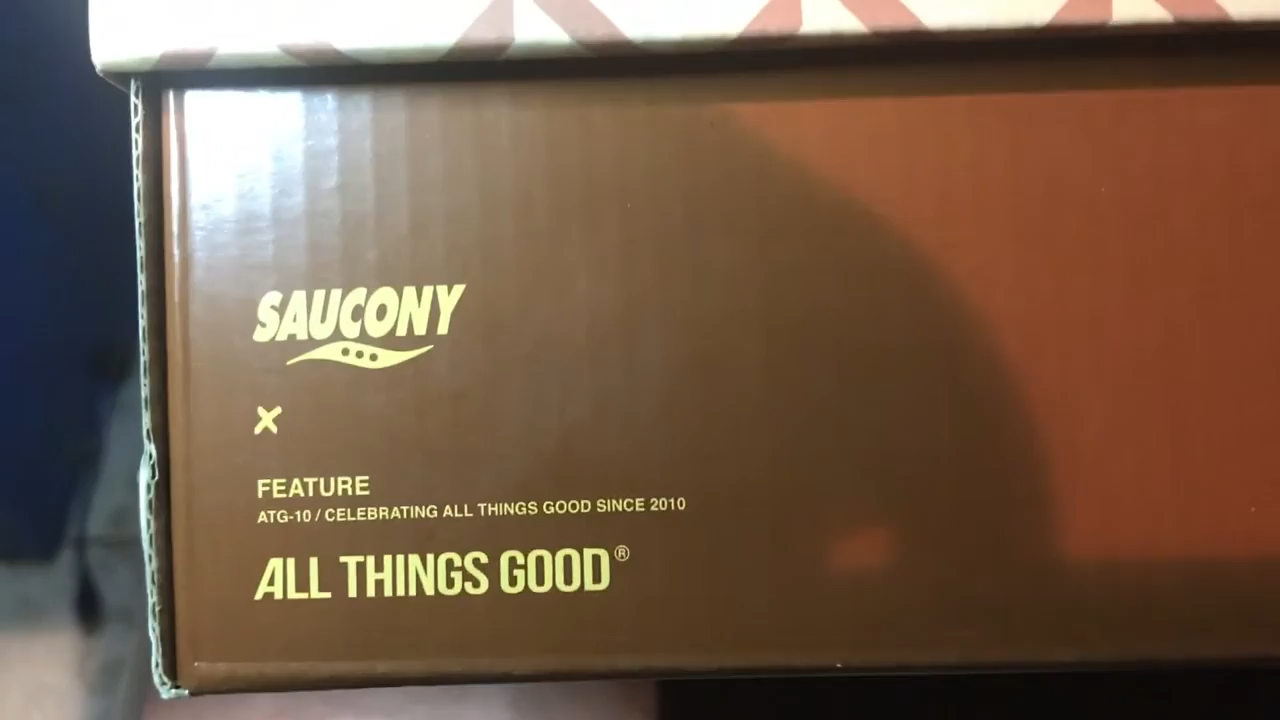 SAUCONY
x
FEATURE
ATG-10 / CELEBRATING ALL THINGS GOOD SINCE 2010
ALL THINGS GOOD®